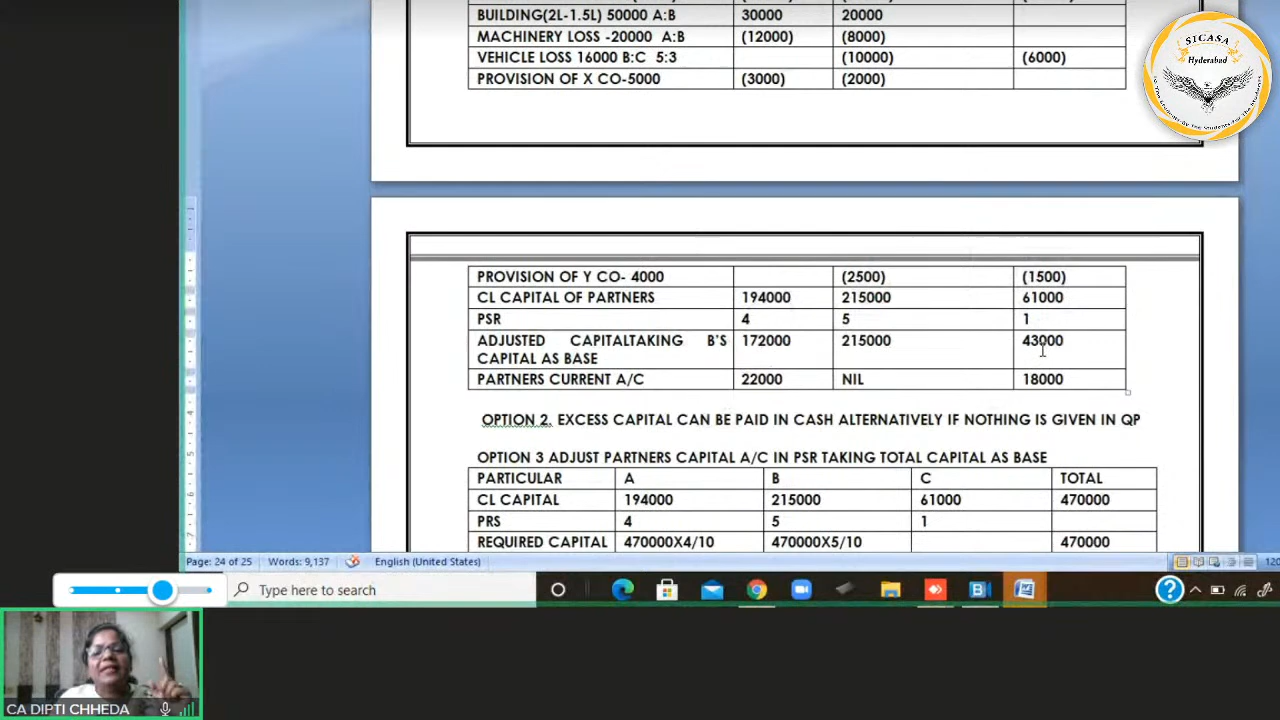 BUILDING(2L-1.5L) 50000 A:B 30000 20000
MACHINERY LOSS -20000 A:B (12000) (8000)
VEHICLE LOSS 16000 B:C 5:3 (10000) (6000)
PROVISION OF X CO-5000 (3000) (2000)
SICASA
Hyderabad
PROVISION OF Y CO- 4000 (2500) (1500)
CL CAPITAL OF PARTNERS 194000 215000 61000
PSR 4 5 1
ADJUSTED CAPITALTAKING B'S 172000 215000 43000
CAPITAL AS BASE
PARTNERS CURRENT A/C 22000 NIL 18000
OPTION 2. EXCESS CAPITAL CAN BE PAID IN CASH ALTERNATIVELY IF NOTHING IS GIVEN IN QP
OPTION 3 ADJUST PARTNERS CAPITAL A/C IN PSR TAKING TOTAL CAPITAL AS BASE
PARTICULAR A B C TOTAL
CL CAPITAL 194000 215000 61000 470000
PRS 4 5 1
REQUIRED CAPITAL 470000X4/10 470000X5/10 470000
Page: 24 of 25 Words: 9,137 English (United States) 120
Type here to search
CA DIPTI CHHEDA